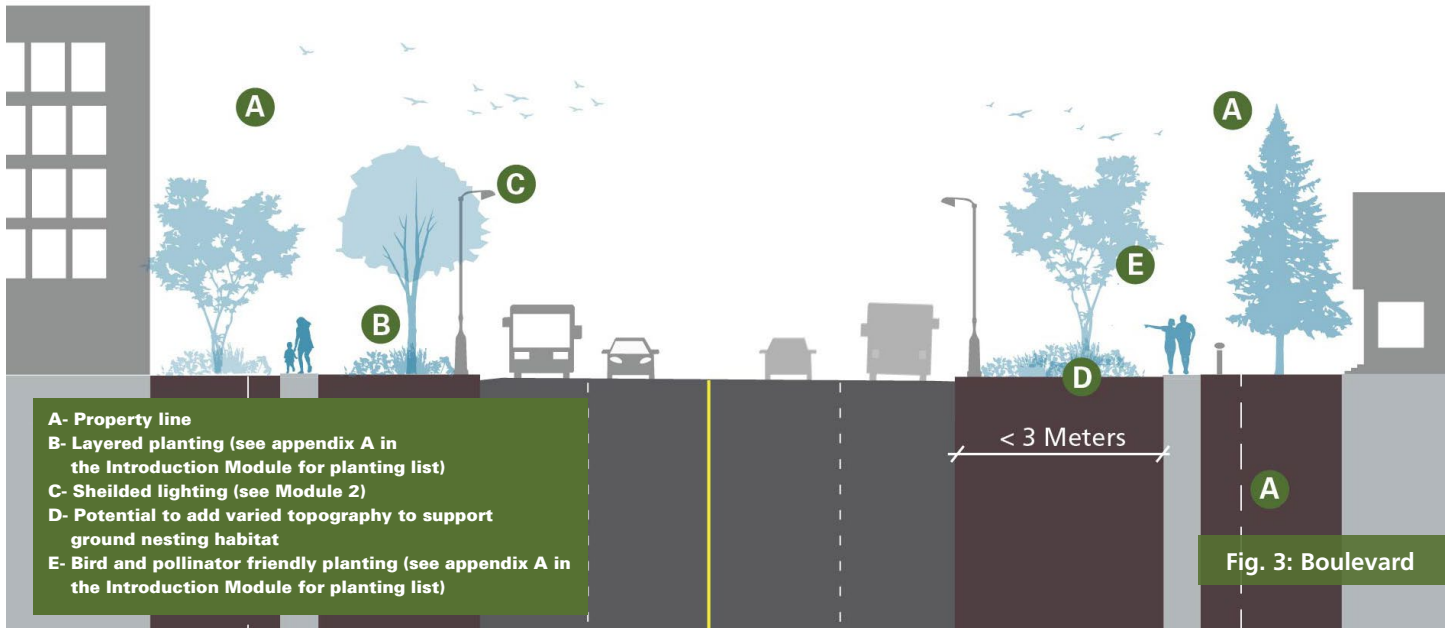 A
A
C
E
B
D
< 3 Meters
A
A- Property line
B- Layered planting (see appendix A in
the Introduction Module for planting list)
C- Sheilded lighting (see Module 2)
D- Potential to add varied topography to support
ground nesting habitat
E- Bird and pollinator friendly planting (see appendix A in
the Introduction Module for planting list)
Fig. 3: Boulevard